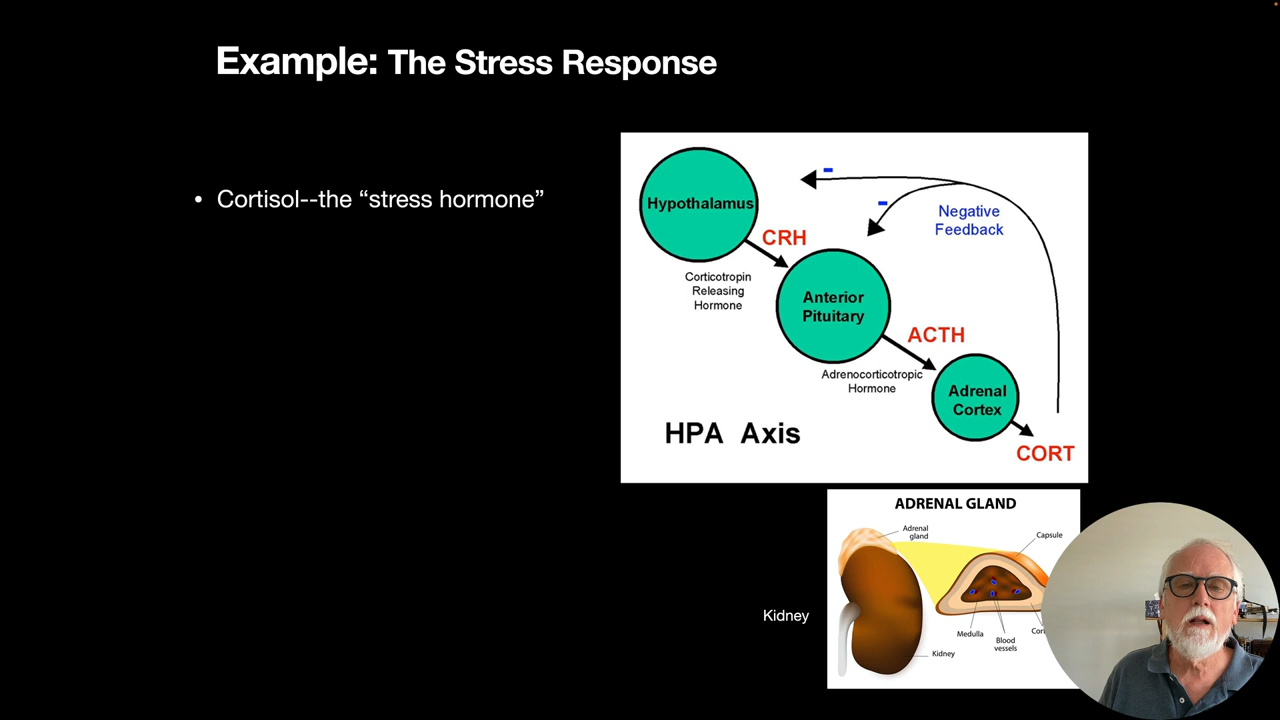 Example: The Stress Response
• Cortisol--the “stress hormone”
Hypothalamus
-
-
Negative
Feedback
CRH
Corticotropin
Releasing
Hormone
Anterior
Pituitary
ACTH
Adrenocorticotropic
Hormone
Adrenal
Cortex
HPA Axis
CORT
ADRENAL GLAND
Adrenal
gland
Capsule
Kidney
Medulla
Blood
vessels
Kidney